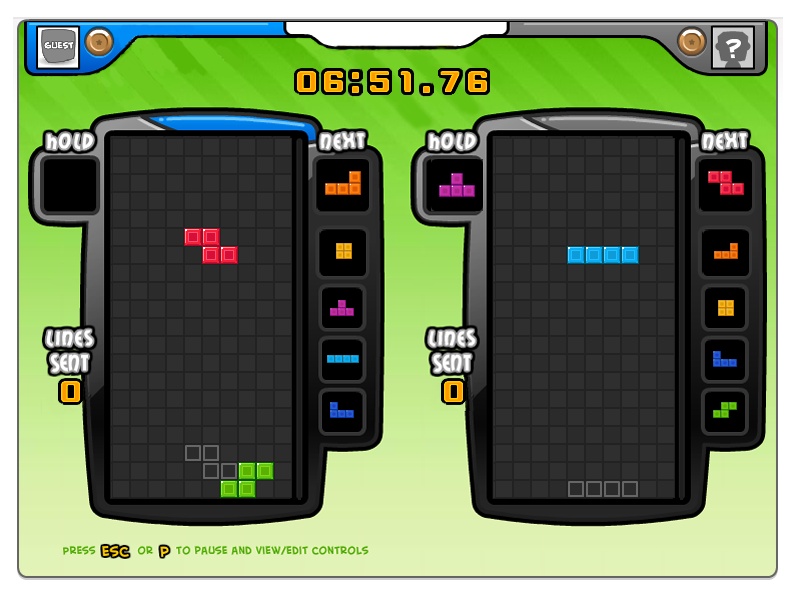 GUEST
?
06:51.76
HOLD
NEXT
HOLD
NEXT
LINES
SENT
0
LINES
SENT
0
PRESS ESC OR P TO PAUSE AND VIEW/EDIT CONTROLS